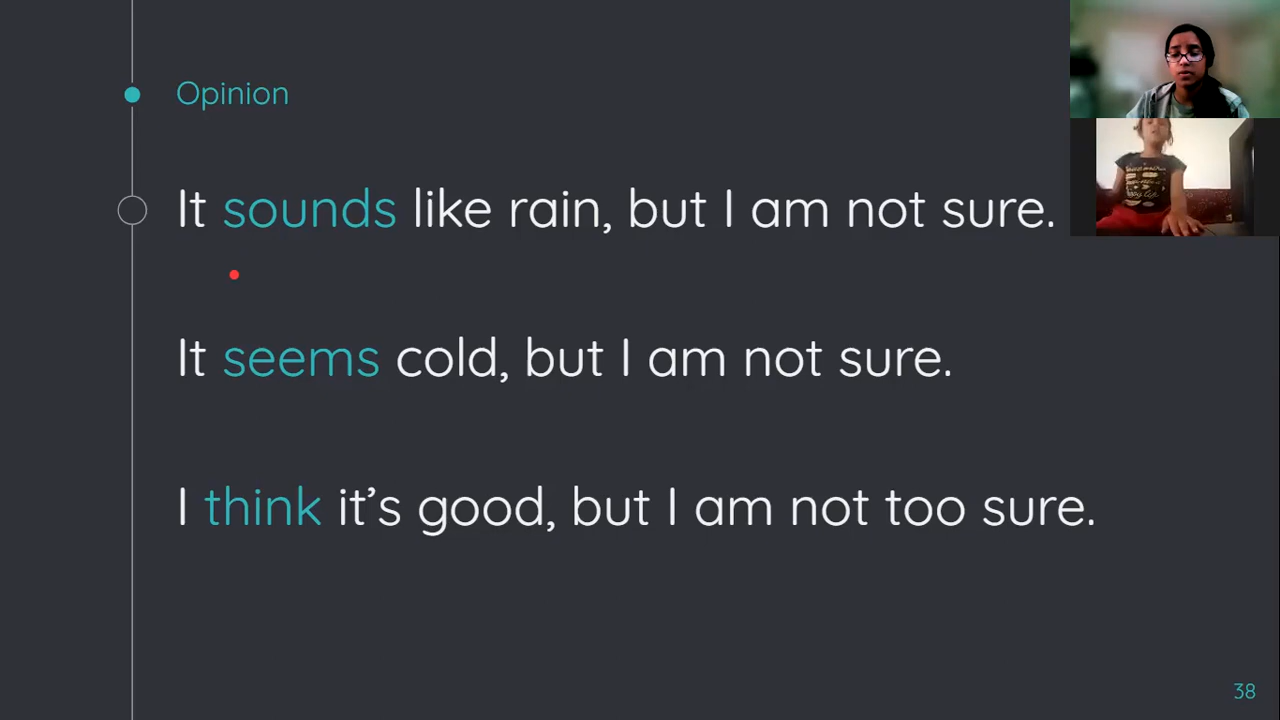 Opinion
It sounds like rain, but I am not sure.
It seems cold, but I am not sure.
I think it’s good, but I am not too sure.
38